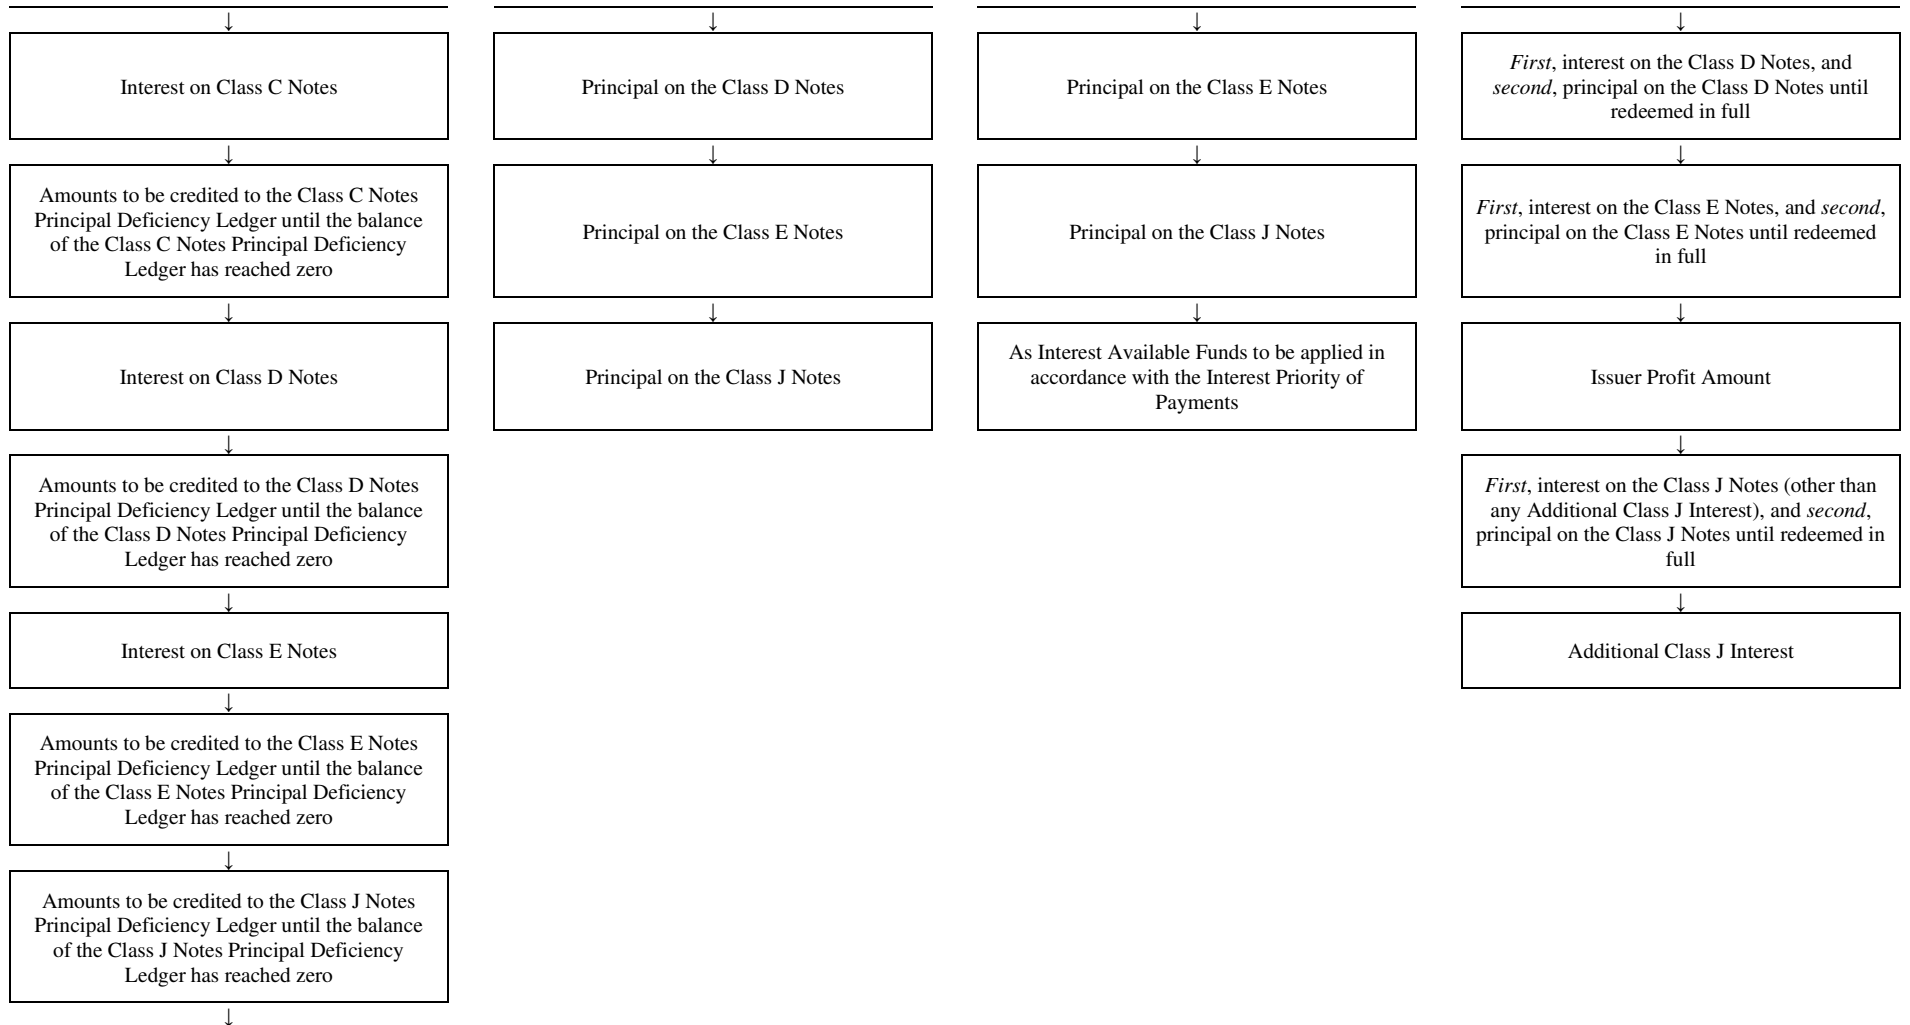 ↓
Interest on Class C Notes
↓
Amounts to be credited to the Class C Notes
Principal Deficiency Ledger until the balance
of the Class C Notes Principal Deficiency
Ledger has reached zero
↓
Interest on Class D Notes
↓
Amounts to be credited to the Class D Notes
Principal Deficiency Ledger until the balance
of the Class D Notes Principal Deficiency
Ledger has reached zero
↓
Interest on Class E Notes
↓
Amounts to be credited to the Class E Notes
Principal Deficiency Ledger until the balance
of the Class E Notes Principal Deficiency
Ledger has reached zero
↓
Amounts to be credited to the Class J Notes
Principal Deficiency Ledger until the balance
of the Class J Notes Principal Deficiency
Ledger has reached zero
↓
↓
Principal on the Class D Notes
↓
Principal on the Class E Notes
↓
Principal on the Class J Notes
↓
Principal on the Class E Notes
↓
Principal on the Class J Notes
↓
As Interest Available Funds to be applied in
accordance with the Interest Priority of
Payments
↓
First, interest on the Class D Notes, and
second, principal on the Class D Notes until
redeemed in full
↓
First, interest on the Class E Notes, and second,
principal on the Class E Notes until redeemed
in full
↓
Issuer Profit Amount
↓
First, interest on the Class J Notes (other than
any Additional Class J Interest), and second,
principal on the Class J Notes until redeemed in
full
↓
Additional Class J Interest